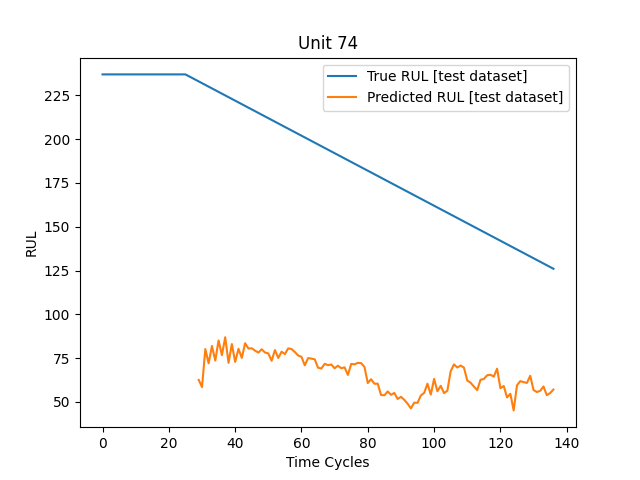 Unit 74
True RUL [test dataset]
Predicted RUL [test dataset]
RUL
225
200
175
150
125
100
75
50
0 20 40 60 80 100 120 140
Time Cycles